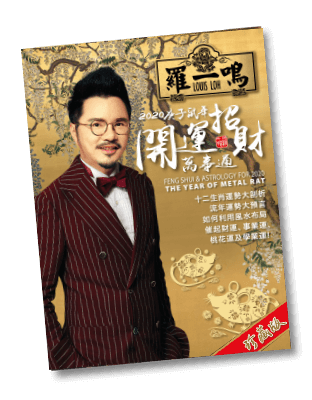 羅一鳴
LOUIS LOH
2020庚子鼠年
開運招財
萬事通
FENG SHUI & ASTROLOGY FOR 2020
THE YEAR OF METAL RAT
十二生肖運勢大剖析
流年運勢大預言
如何利用風水布局
催起財運、事業運
桃花運及學業運!
珍藏版